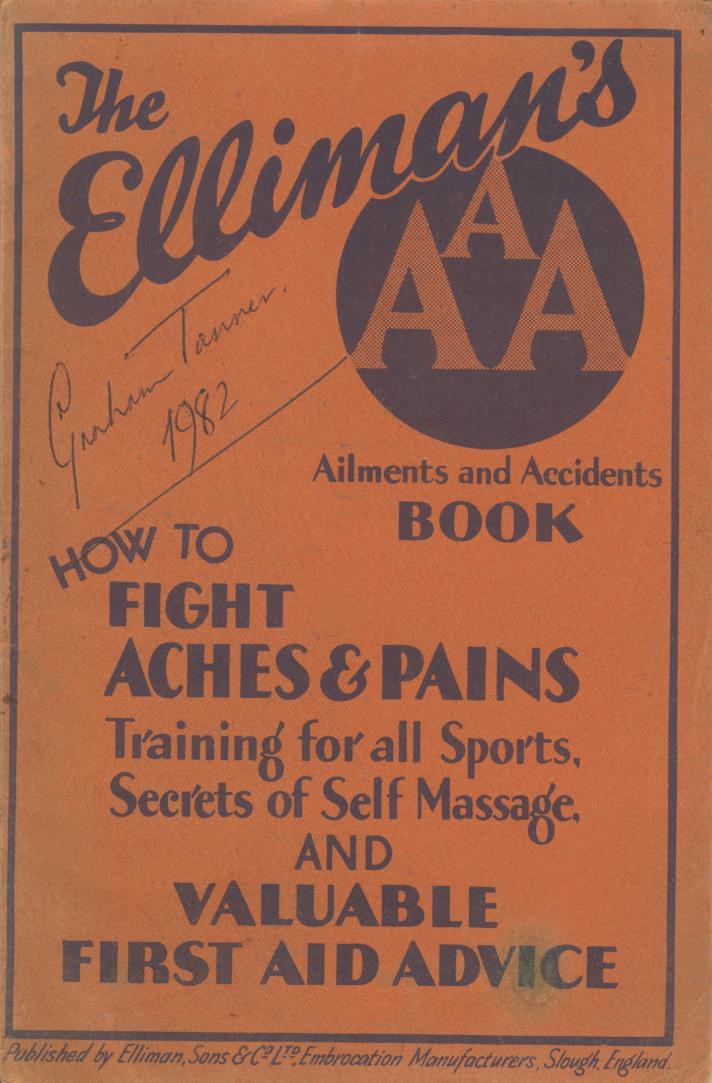 The
Elliman's
AAA
Graham Tanner.
1982
Ailments and Accidents
BOOK
HOW TO
FIGHT
ACHES & PAINS
Training for all Sports,
Secrets of Self Massage,
AND
VALUABLE
FIRST AID ADVICE
Published by Elliman, Sons & Co Ltd, Embrocation Manufacturers, Slough, England.